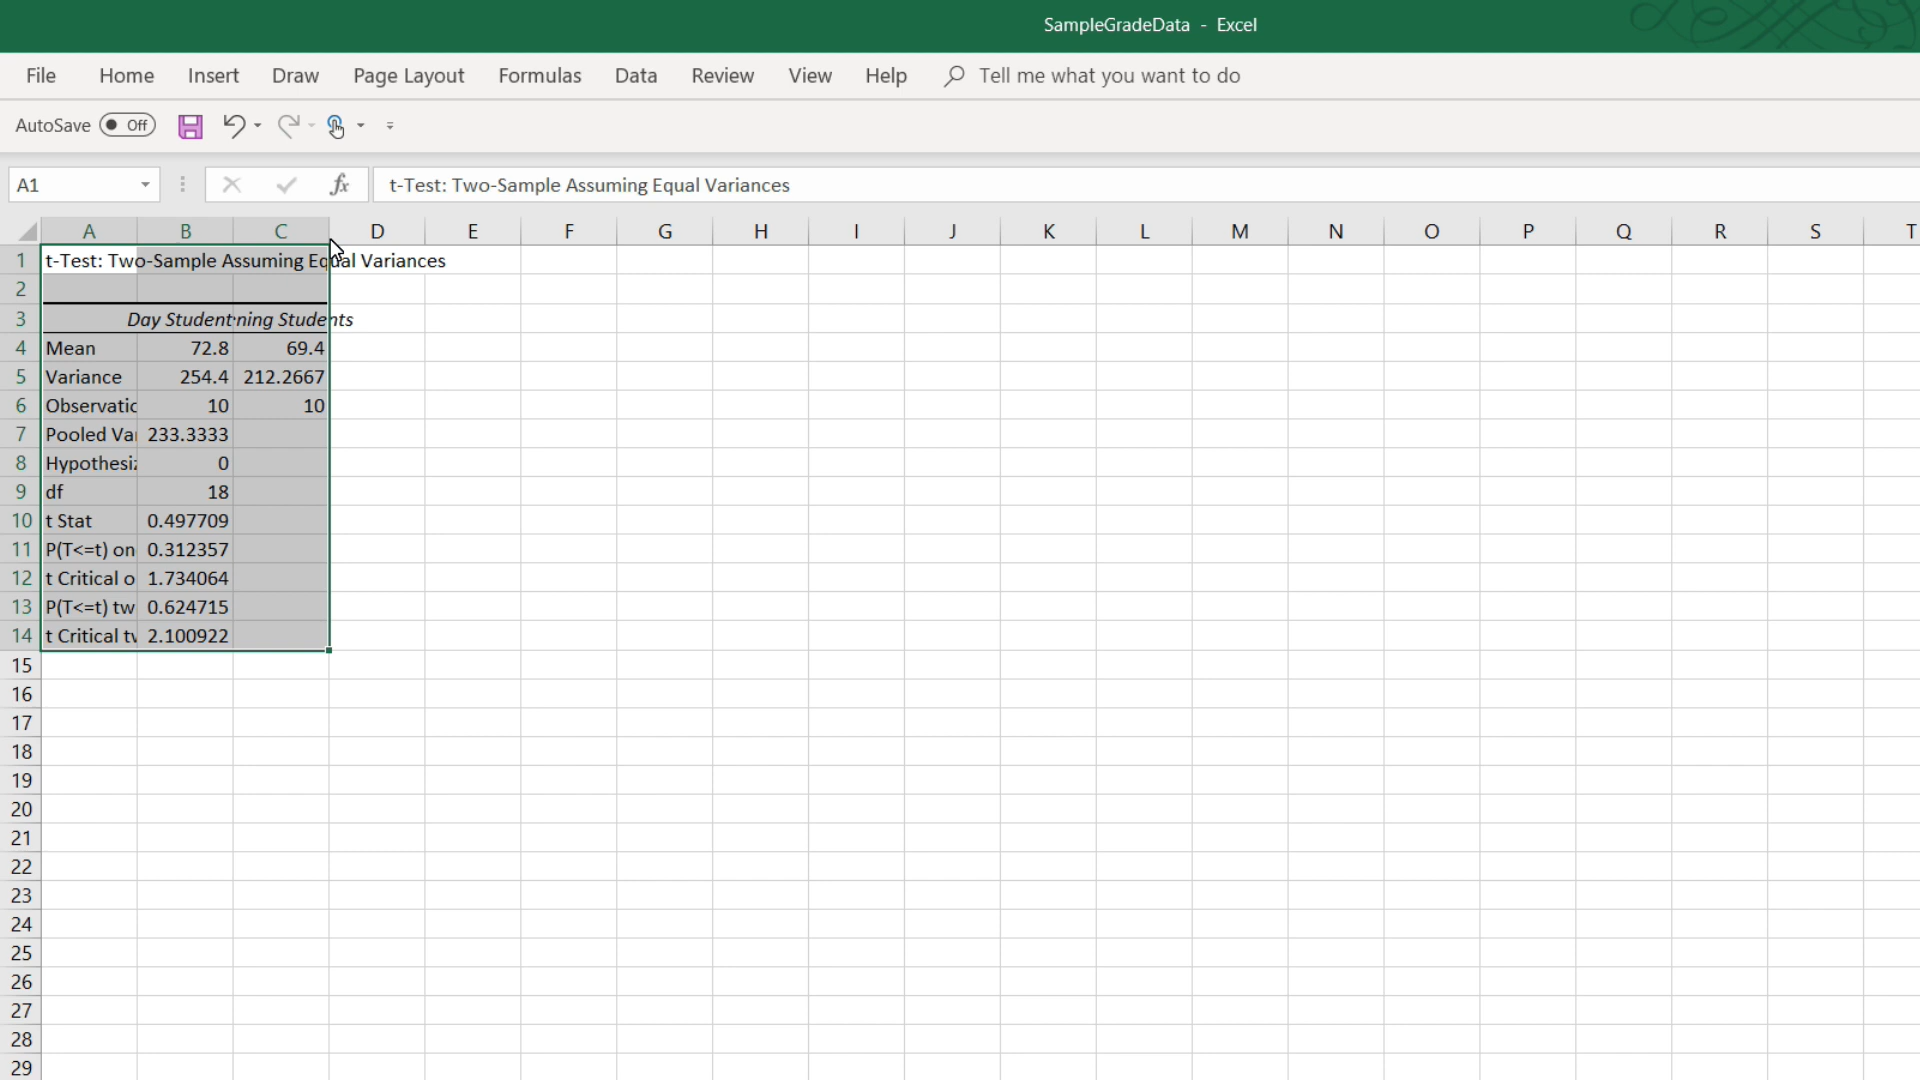 SampleGradeData - Excel
File Home Insert Draw Page Layout Formulas Data Review View Help Tell me what you want to do
AutoSave Off
A1 fx t-Test: Two-Sample Assuming Equal Variances
A B C D E F G H I J K L M N O P Q R S T
1 t-Test: Two-Sample Assuming Equal Variances
2
3 Day Student ning Students
4 Mean 72.8 69.4
5 Variance 254.4 212.2667
6 Observatio 10 10
7 Pooled Var 233.3333
8 Hypothesiz 0
9 df 18
10 t Stat 0.497709
11 P(T<=t) on 0.312357
12 t Critical o 1.734064
13 P(T<=t) tw 0.624715
14 t Critical tw 2.100922
15
16
17
18
19
20
21
22
23
24
25
26
27
28
29